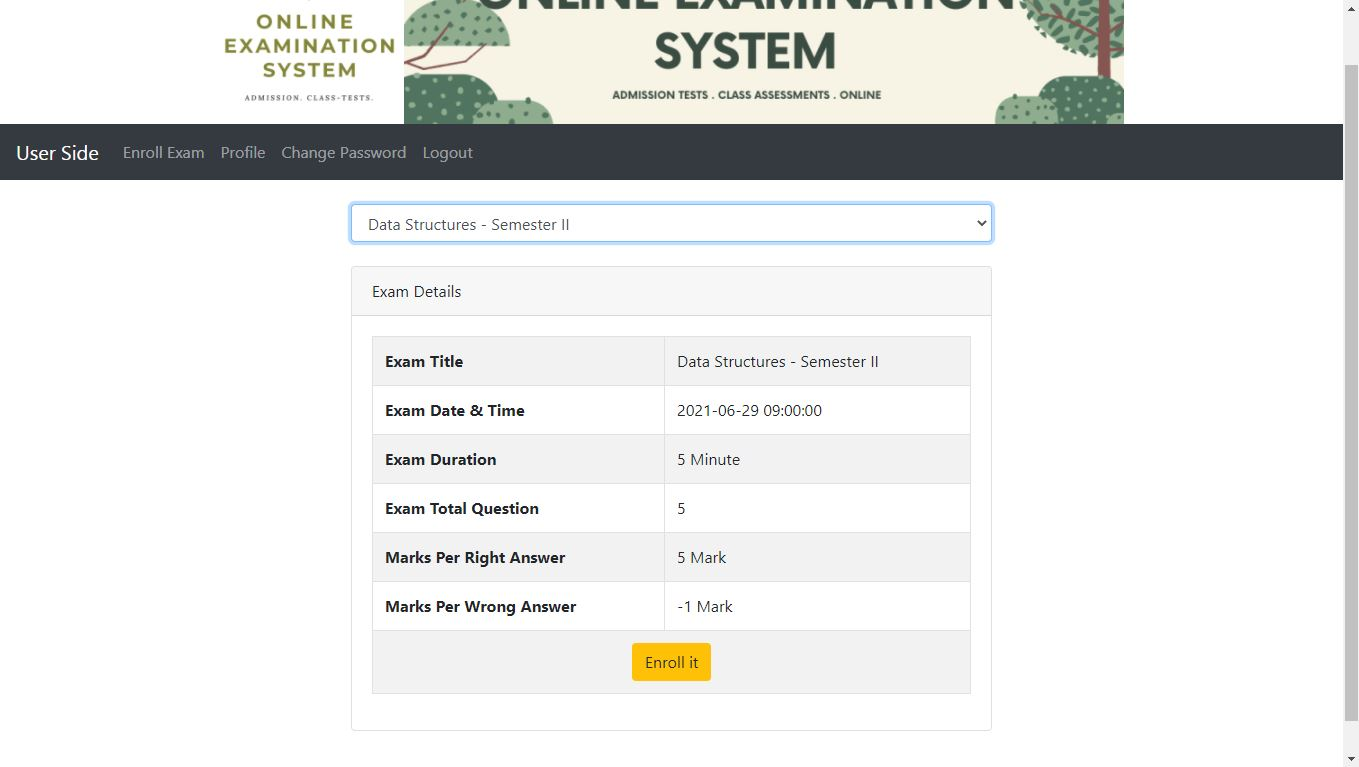 ONLINE
EXAMINATION
SYSTEM
ADMISSION. CLASS-TESTS.
ONLINE EXAMINATION
SYSTEM
ADMISSION TESTS . CLASS ASSESSMENTS . ONLINE
User Side Enroll Exam Profile Change Password Logout
Data Structures - Semester II
Exam Details
Exam Title Data Structures - Semester II
Exam Date & Time 2021-06-29 09:00:00
Exam Duration 5 Minute
Exam Total Question 5
Marks Per Right Answer 5 Mark
Marks Per Wrong Answer -1 Mark
Enroll it